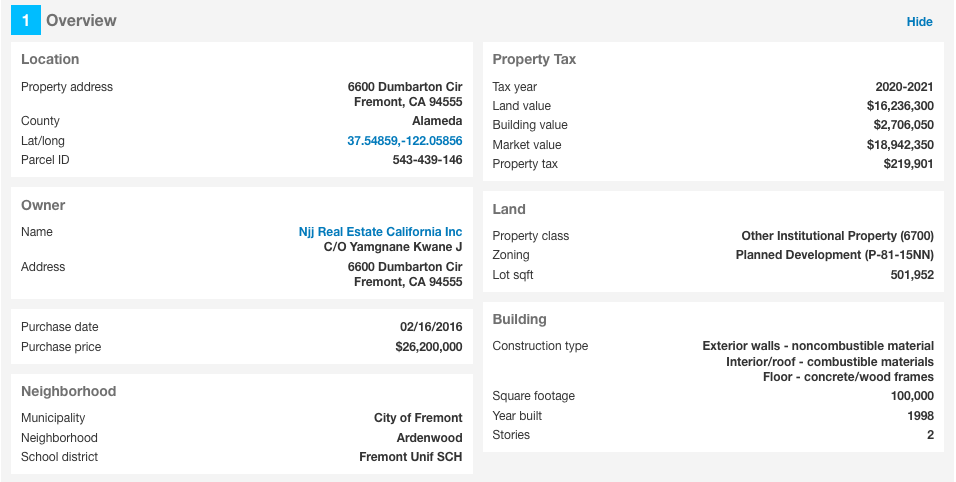 1 Overview
Hide
Location
Property address 6600 Dumbarton Cir
Fremont, CA 94555
County Alameda
Lat/long 37.54859,-122.05856
Parcel ID 543-439-146
Owner
Name Njj Real Estate California Inc
C/O Yamgnane Kwane J
Address 6600 Dumbarton Cir
Fremont, CA 94555
Purchase date 02/16/2016
Purchase price $26,200,000
Neighborhood
Municipality City of Fremont
Neighborhood Ardenwood
School district Fremont Unif SCH
Property Tax
Tax year 2020-2021
Land value $16,236,300
Building value $2,706,050
Market value $18,942,350
Property tax $219,901
Land
Property class Other Institutional Property (6700)
Zoning Planned Development (P-81-15NN)
Lot sqft 501,952
Building
Construction type Exterior walls - noncombustible material
Interior/roof - combustible materials
Floor - concrete/wood frames
Square footage 100,000
Year built 1998
Stories 2